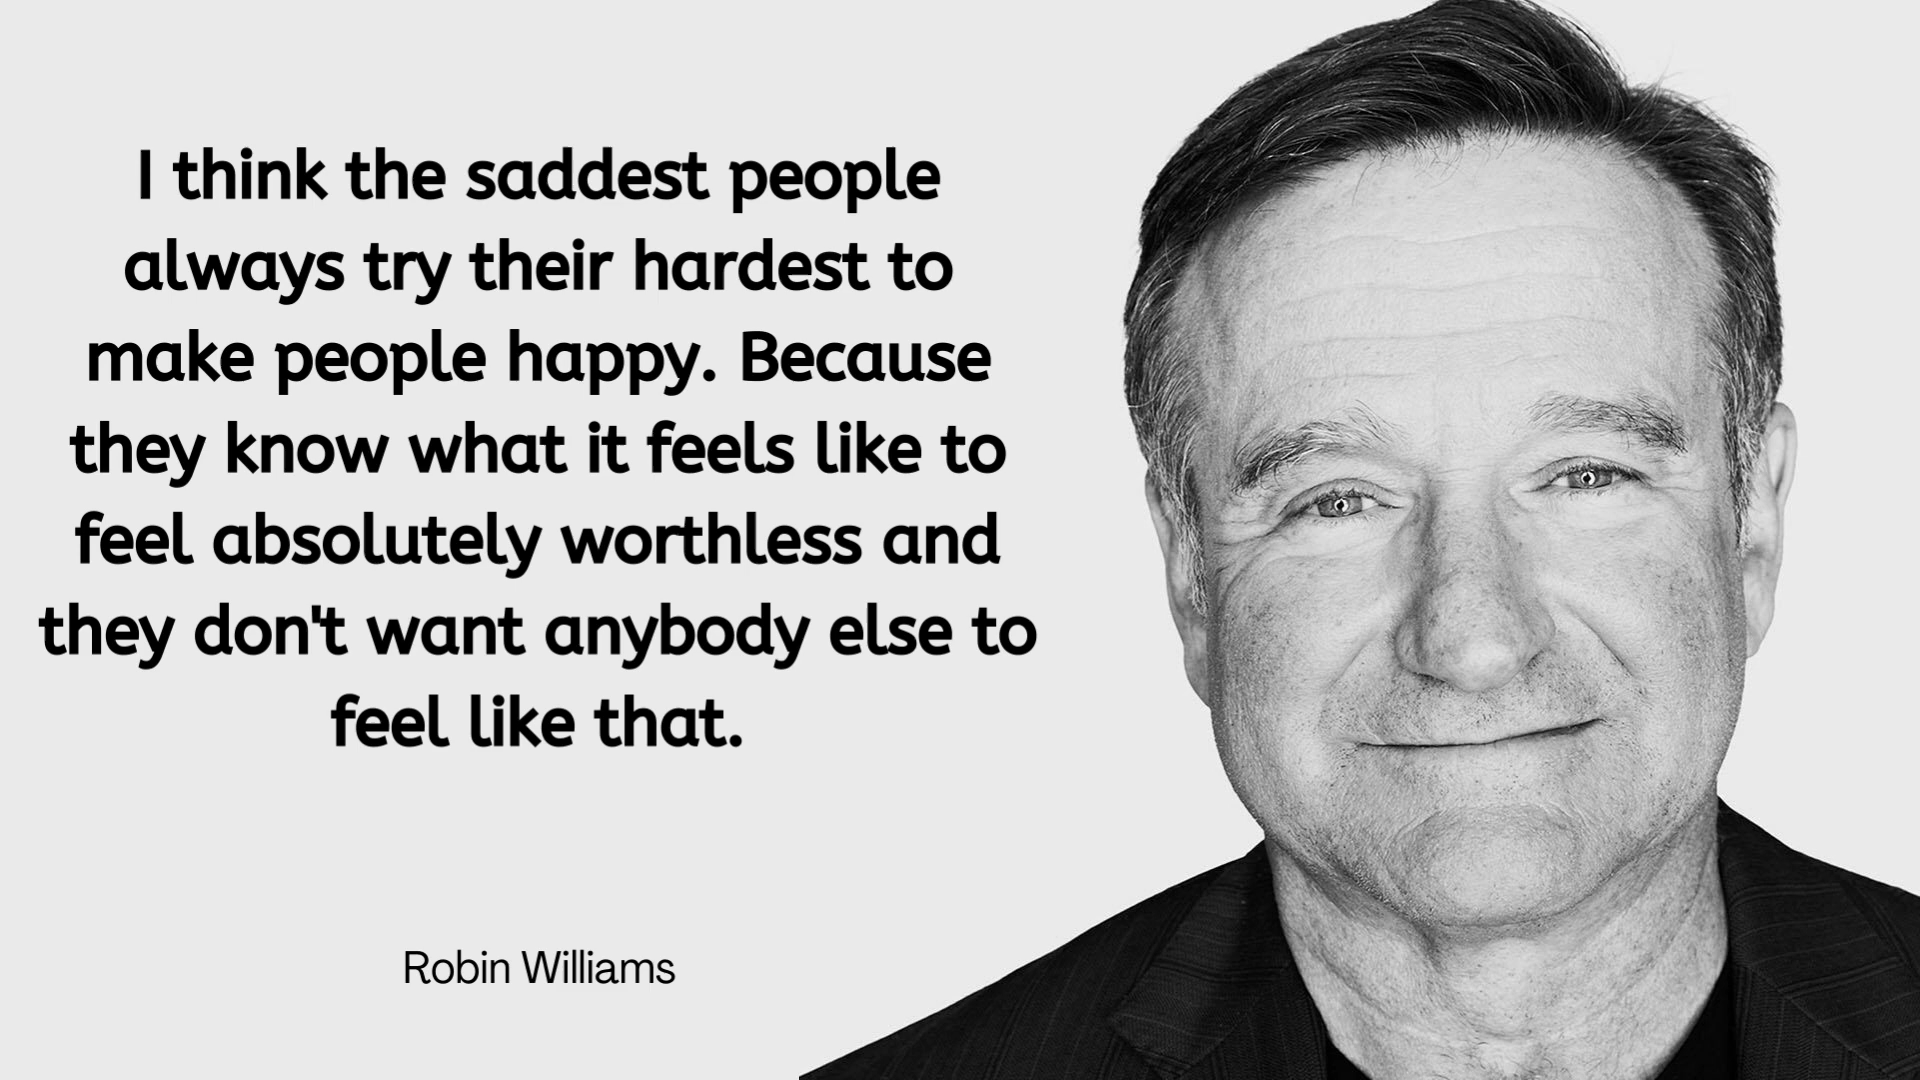 I think the saddest people
always try their hardest to
make people happy. Because
they know what it feels like to
feel absolutely worthless and
they don't want anybody else to
feel like that.
Robin Williams